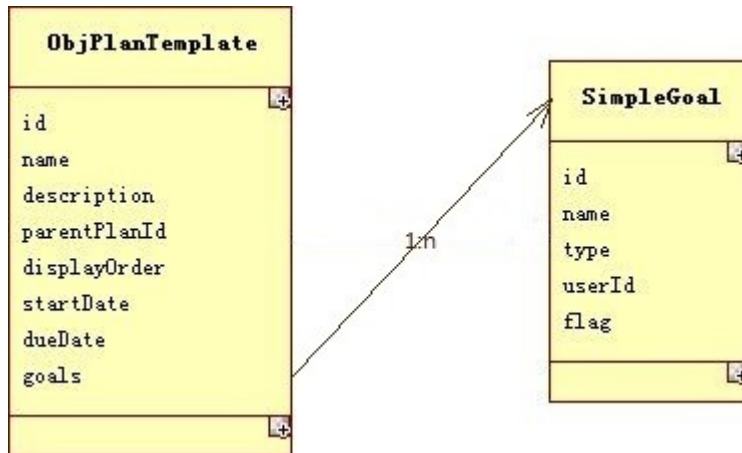 ObjPlanTemplate
id
name
description
parentPlanId
displayOrder
startDate
dueDate
goals
1:n
SimpleGoal
id
name
type
userId
flag